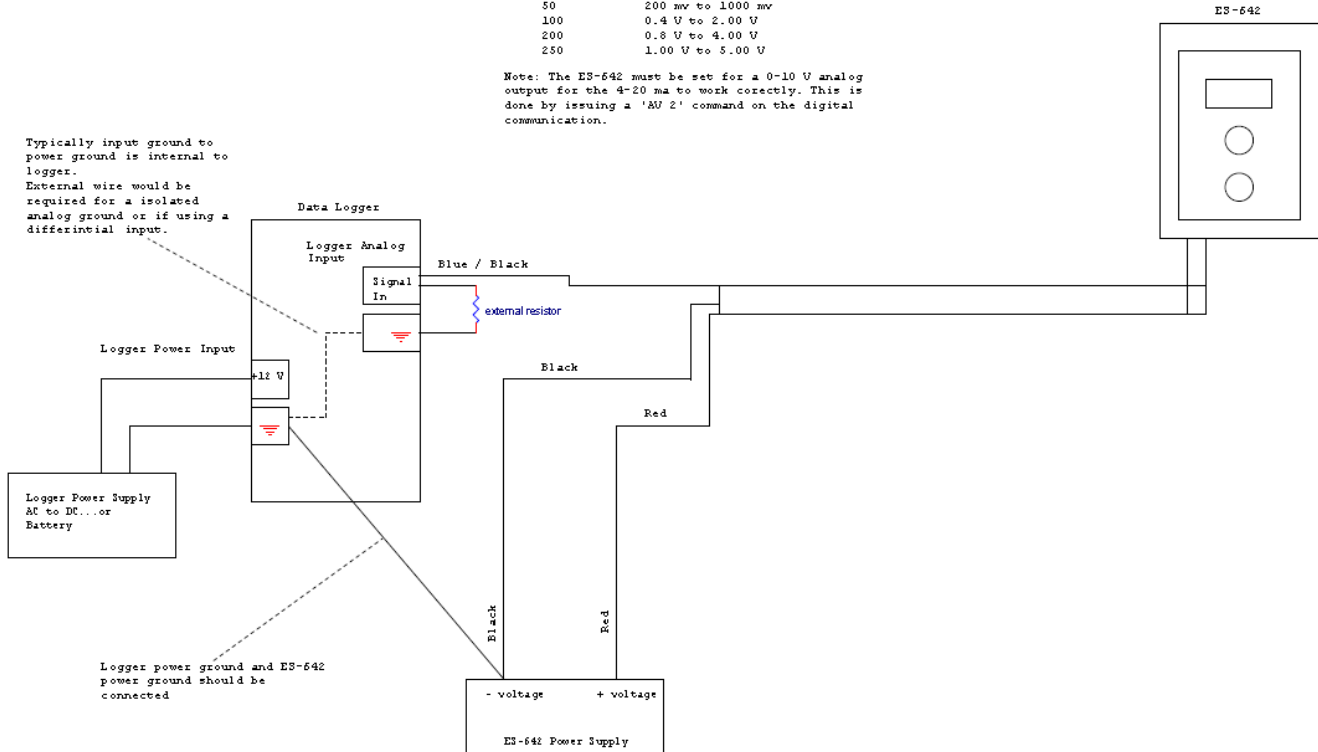 50 200 mv to 1000 mv
100 0.4 V to 2.00 V
200 0.8 V to 4.00 V
250 1.00 V to 5.00 V
ES-642
Note: The ES-642 must be set for a 0-10 V analog
output for the 4-20 ma to work corectly. This is
done by issuing a 'AV 2' command on the digital
communication.
Typically input ground to
power ground is internal to
logger.
External wire would be
required for a isolated
analog ground or if using a
differintial input.
Data Logger
Logger Analog
Input
Blue / Black
Signal
In
external resistor
Logger Power Input
+12 V
Black
Red
Logger Power Supply
AC to DC...or
Battery
Black
Red
Logger power ground and ES-642
power ground should be
connected
- voltage
+ voltage
ES-642 Power Supply